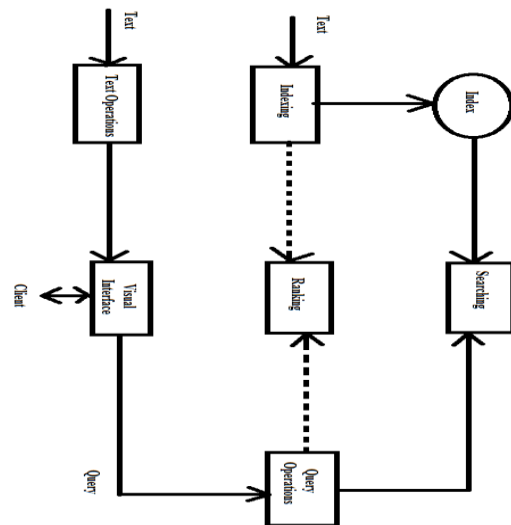 Text
Text Operations
Visual
Interface
Client
Query
Text
Indexing
Ranking
Query
Operations
Index
Searching